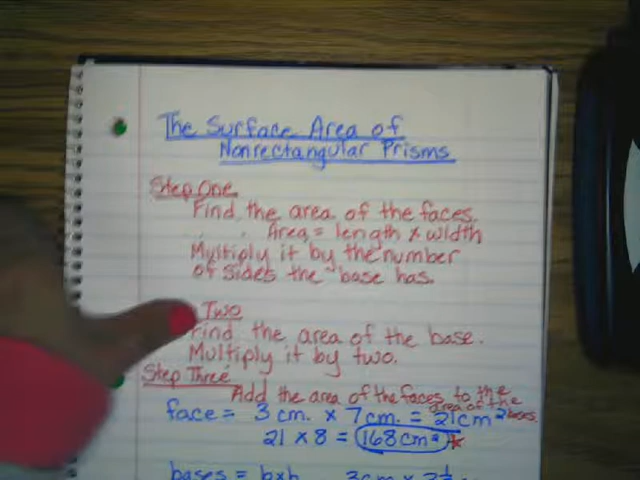 The Surface Area of
Nonrectangular Prisms
Step One
Find the area of the faces.
Area = length x width
Multiply it by the number
of sides the base has.
Two
Find the area of the base.
Multiply it by two.
Step Three
Add the area of the faces to the
area of the bases.
face = 3 cm. x 7 cm. = 21 cm²
21 x 8 = 168 cm² *
bases = bxh 3cm x